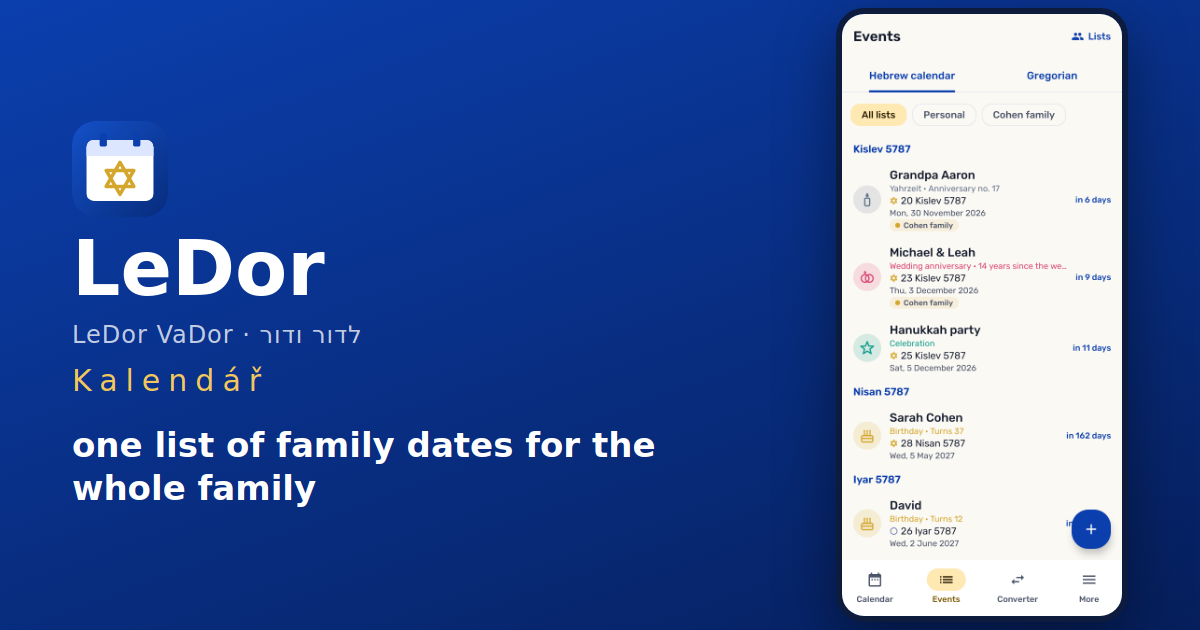 LeDor
LeDor VaDor · לדור ודור
Kalendář
one list of family dates for the
whole family
Events
Lists
Hebrew calendar
Gregorian
All lists
Personal
Cohen family
Kislev 5787
Grandpa Aaron
Yahrzeit • Anniversary no. 17
20 Kislev 5787
Mon, 30 November 2026
Cohen family
in 6 days
Michael & Leah
Wedding anniversary • 14 years since the we…
23 Kislev 5787
Thu, 3 December 2026
Cohen family
in 9 days
Hanukkah party
Celebration
25 Kislev 5787
Sat, 5 December 2026
in 11 days
Nisan 5787
Sarah Cohen
Birthday • Turns 37
28 Nisan 5787
Wed, 5 May 2027
in 162 days
Iyar 5787
David
Birthday • Turns 12
26 Iyar 5787
Wed, 2 June 2027
Calendar
Events
Converter
More